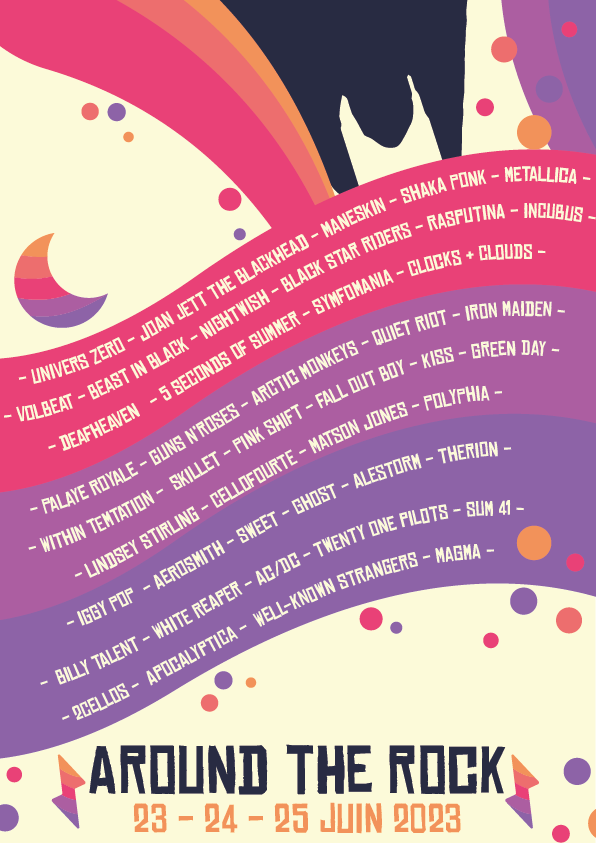 - UNIVERS ZERO - JOAN JETT THE BLACKHEAD - MANESKIN - SHAKA PONK - METALLICA -
- VOLBEAT - BEAST IN BLACK - NIGHTWISH - BLACK STAR RIDERS - RASPUTINA - INCUBUS -
- DEAFHEAVEN - 5 SECONDS OF SUMMER - SYMFOMANIA - CLOCKS + CLOUDS -
- PALAYE ROYALE - GUNS N'ROSES - ARCTIC MONKEYS - QUIET RIOT - IRON MAIDEN -
- WITHIN TEMTATION - SKILLET - PINK SHIFT - FALL OUT BOY - KISS - GREEN DAY -
- LINDSEY STIRLING - CELLOFOURTE - MATSON JONES - POLYPHIA -
- IGGY POP - AEROSMITH - SWEET - GHOST - ALESTORM - THERION -
- BILLY TALENT - WHITE REAPER - AC/DC - TWENTY ONE PILOTS - SUM 41 -
- 2CELLOS - APOCALYPTICA - WELL-KNOWN STRANGERS - MAGMA -
AROUND THE ROCK
23 - 24 - 25 JUIN 2023